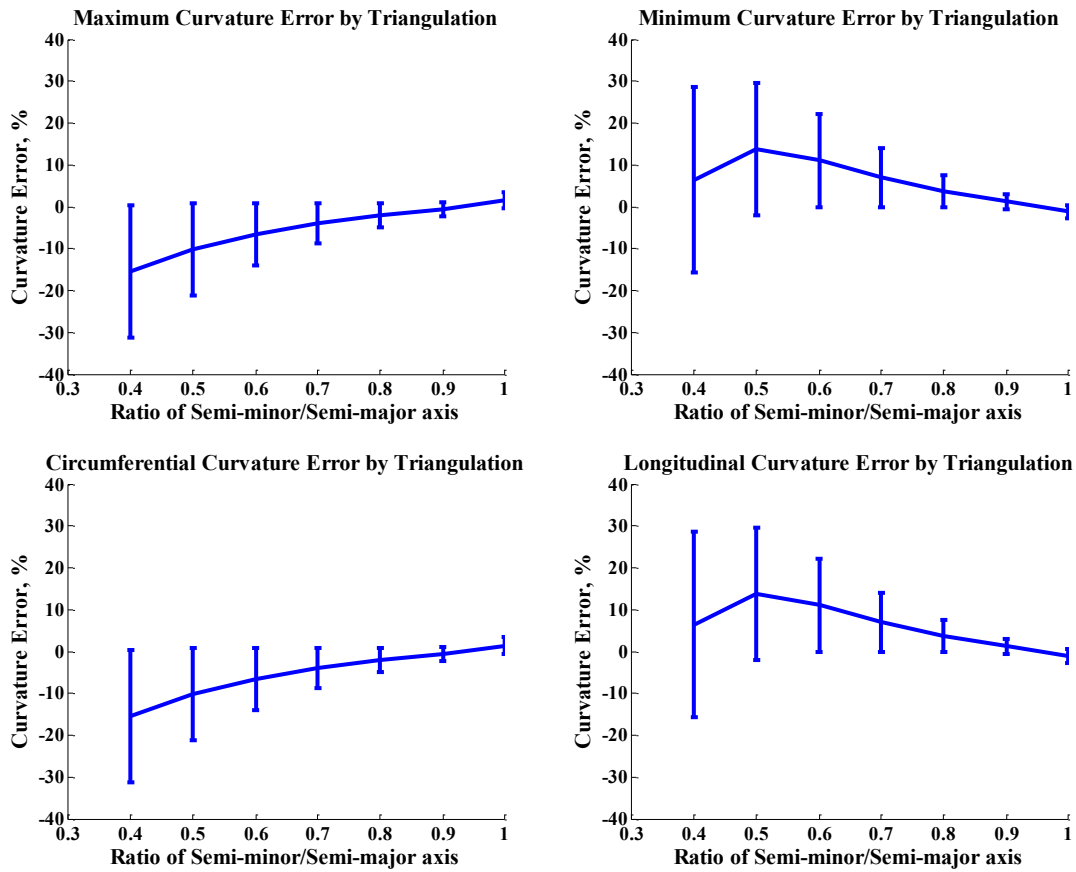 Maximum Curvature Error by Triangulation
40
30
20
10
0
-10
-20
-30
-40
Curvature Error, %
0.3 0.4 0.5 0.6 0.7 0.8 0.9 1
Ratio of Semi-minor/Semi-major axis
Minimum Curvature Error by Triangulation
40
30
20
10
0
-10
-20
-30
-40
Curvature Error, %
0.3 0.4 0.5 0.6 0.7 0.8 0.9 1
Ratio of Semi-minor/Semi-major axis
Circumferential Curvature Error by Triangulation
40
30
20
10
0
-10
-20
-30
-40
Curvature Error, %
0.3 0.4 0.5 0.6 0.7 0.8 0.9 1
Ratio of Semi-minor/Semi-major axis
Longitudinal Curvature Error by Triangulation
40
30
20
10
0
-10
-20
-30
-40
Curvature Error, %
0.3 0.4 0.5 0.6 0.7 0.8 0.9 1
Ratio of Semi-minor/Semi-major axis